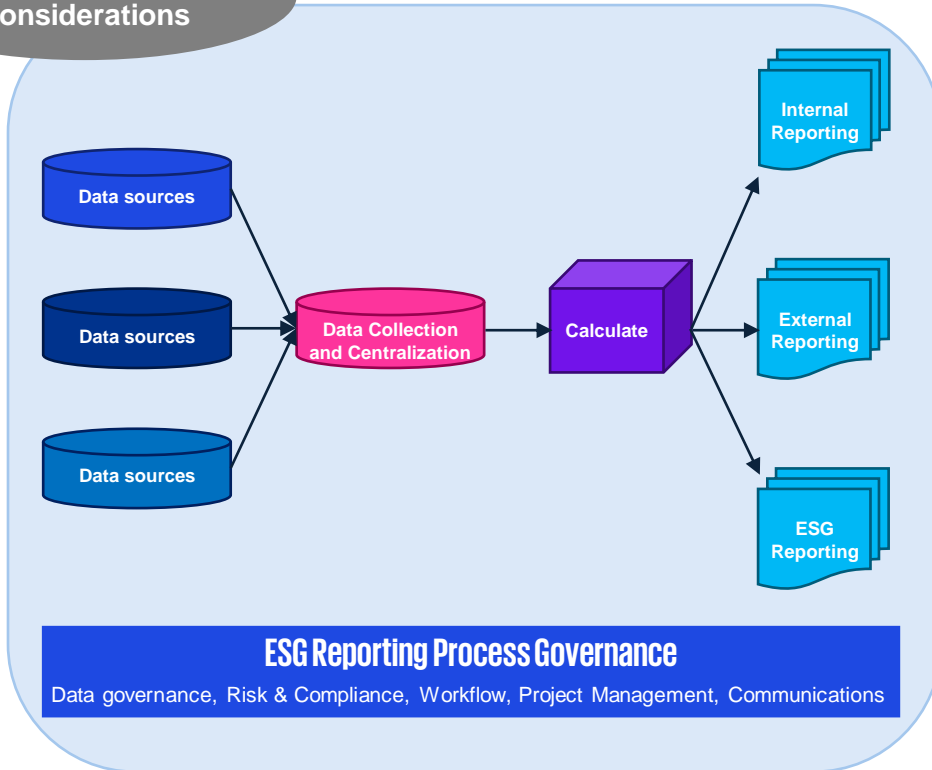 onsiderations
Internal
Reporting
Data sources
Data sources
Data Collection
and Centralization
Calculate
External
Reporting
Data sources
ESG
Reporting
ESG Reporting Process Governance
Data governance, Risk & Compliance, Workflow, Project Management, Communications